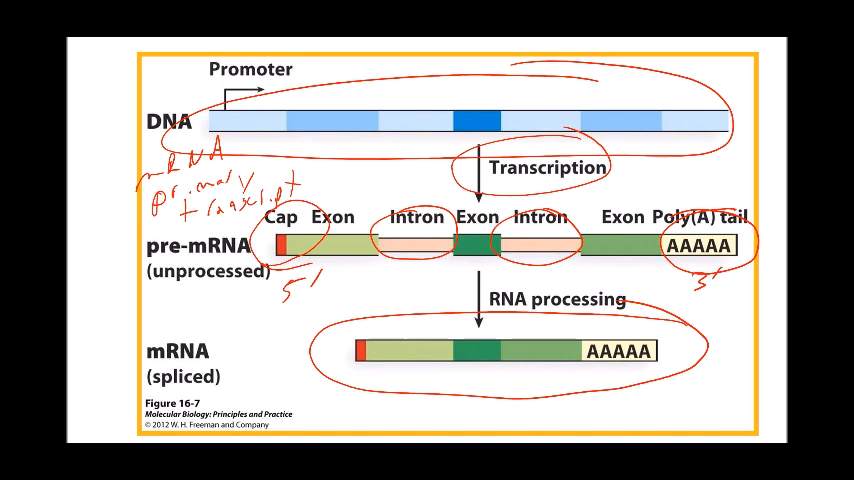 Promoter
DNA
mRNA
primary
transcript
Transcription
Cap Exon Intron Exon Intron Exon Poly(A) tail
pre-mRNA AAAAA
(unprocessed)
5' 3'
RNA processing
mRNA AAAAA
(spliced)
Figure 16-7
Molecular Biology: Principles and Practice
© 2012 W. H. Freeman and Company